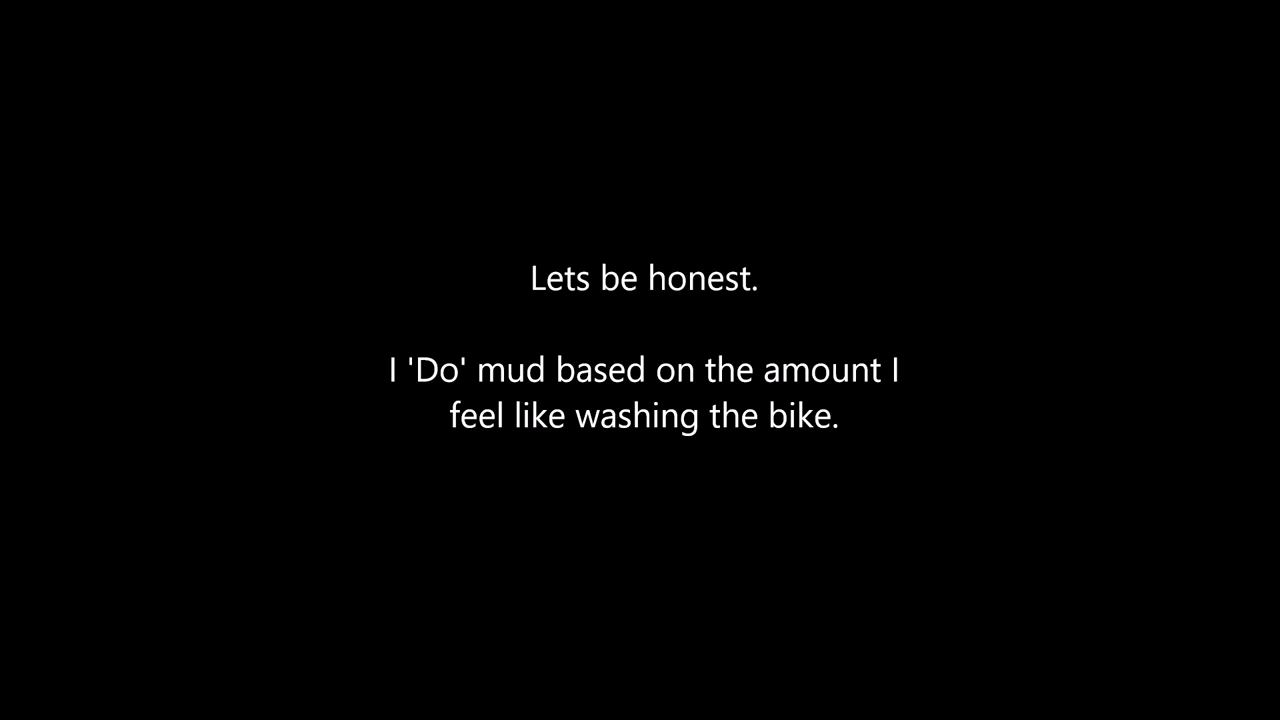 Lets be honest.
I 'Do' mud based on the amount I
feel like washing the bike.